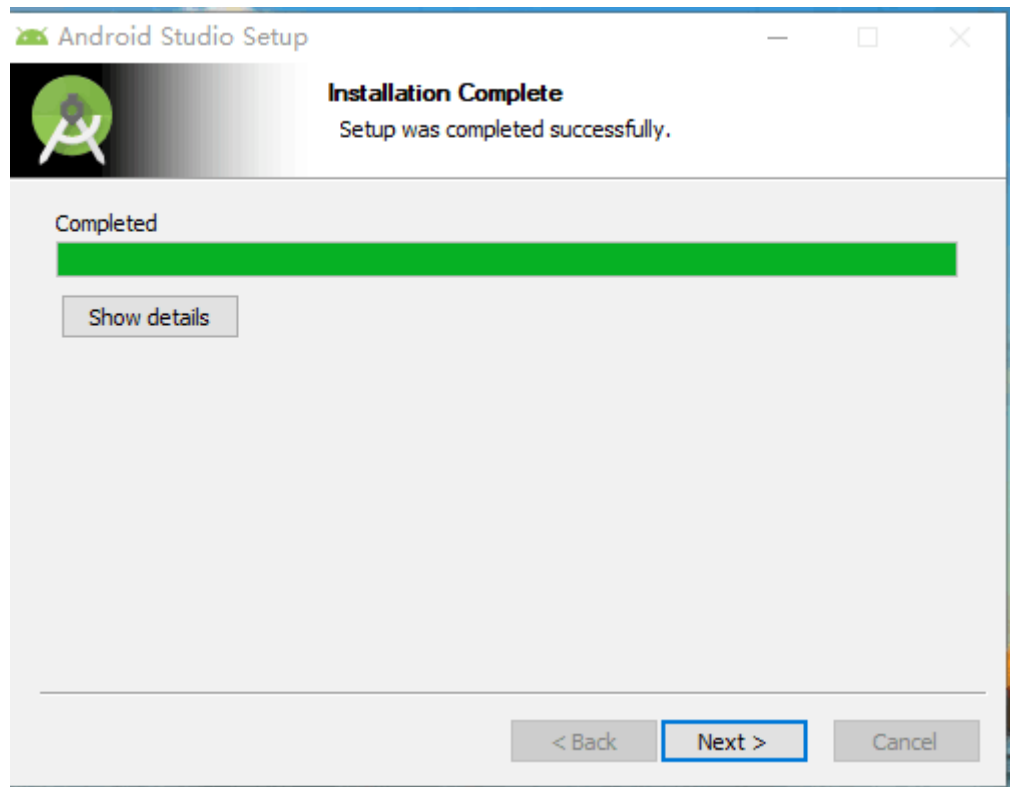 Android Studio Setup
Installation Complete
Setup was completed successfully.
Completed
Show details
< Back Next > Cancel